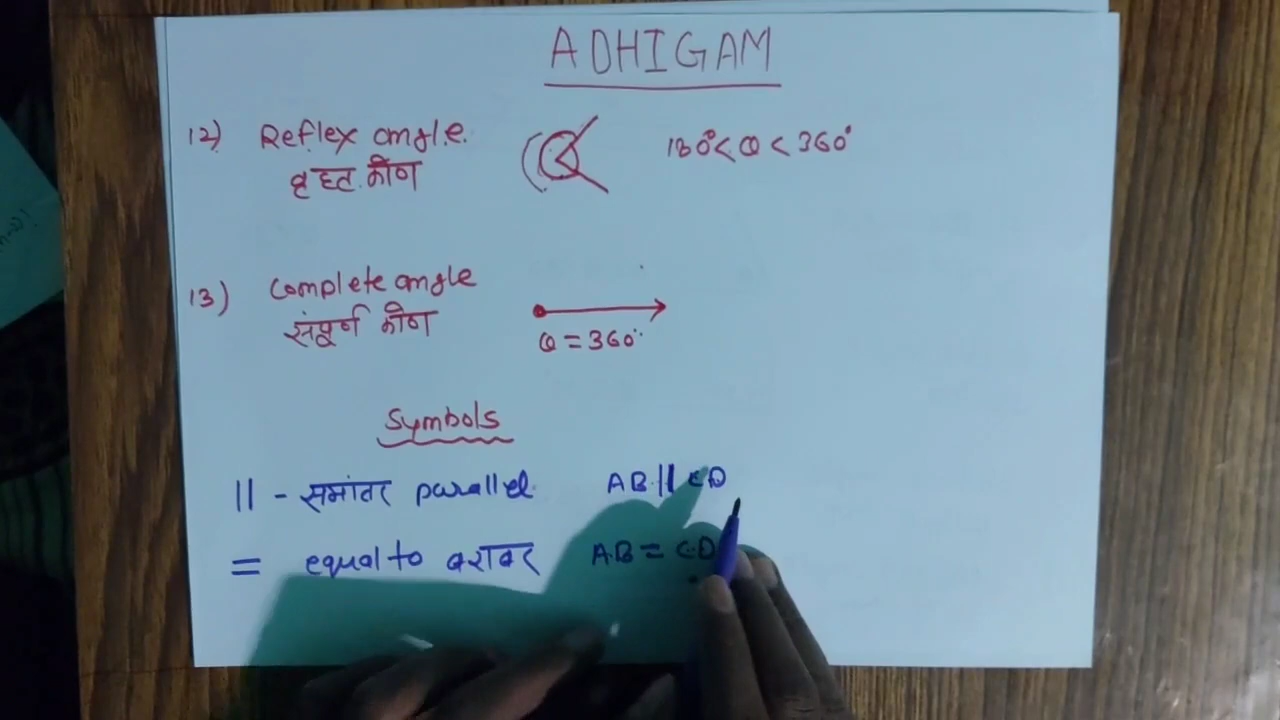 ADHIGAM
12) Reflex angle. 180° < θ < 360°
वृहत कोण
13) Complete angle
संपूर्ण कोण
θ = 360°
Symbols
|| - समांतर parallel AB || CD
= equal to बराबर AB = CD